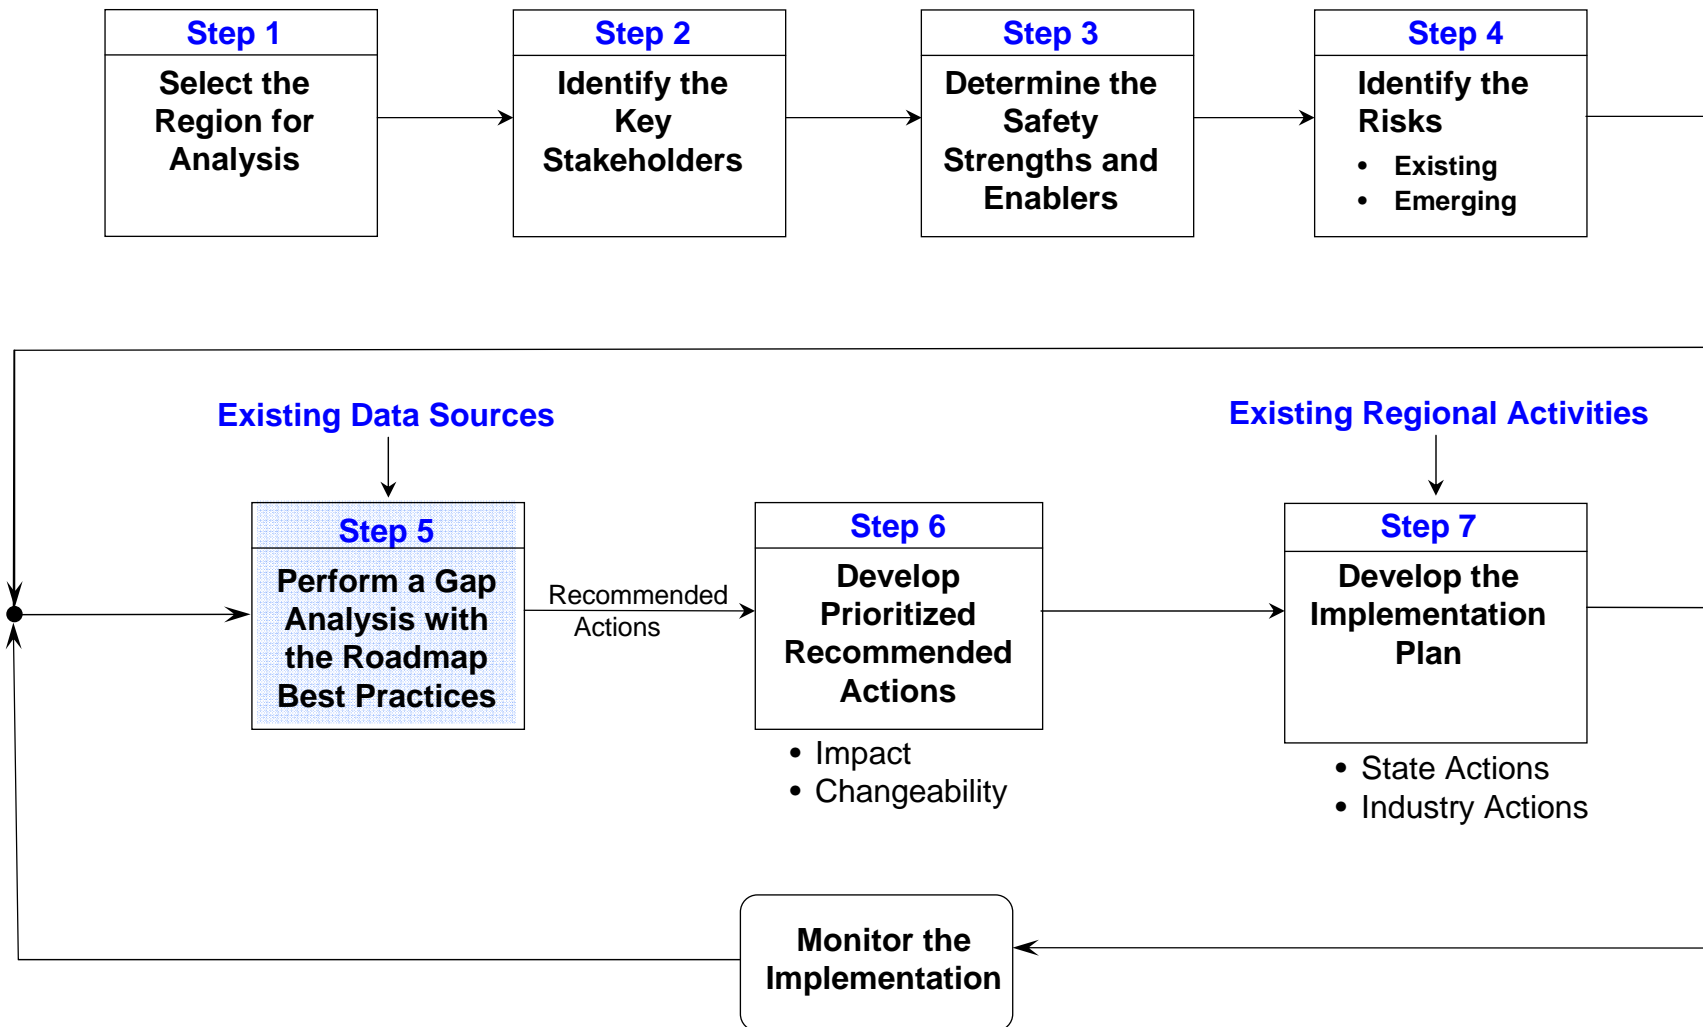 Step 1
Select the
Region for
Analysis
Step 2
Identify the
Key
Stakeholders
Step 3
Determine the
Safety
Strengths and
Enablers
Step 4
Identify the
Risks
• Existing
• Emerging
Existing Data Sources
Existing Regional Activities
Step 5
Perform a Gap
Analysis with
the Roadmap
Best Practices
Recommended
Actions
Step 6
Develop
Prioritized
Recommended
Actions
• Impact
• Changeability
Step 7
Develop the
Implementation
Plan
• State Actions
• Industry Actions
Monitor the
Implementation